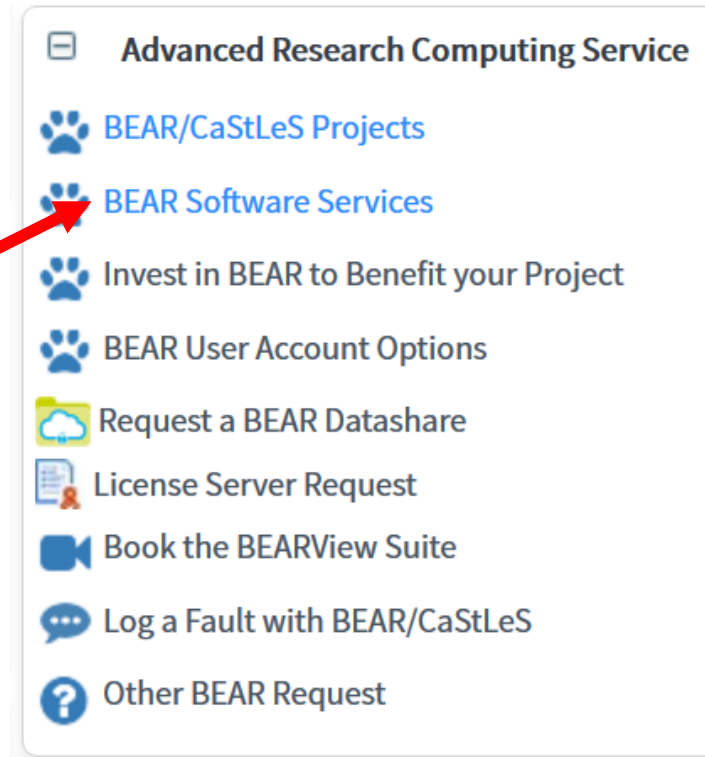 Advanced Research Computing Service
BEAR/CaStLeS Projects
BEAR Software Services
Invest in BEAR to Benefit your Project
BEAR User Account Options
Request a BEAR Datashare
License Server Request
Book the BEARView Suite
Log a Fault with BEAR/CaStLeS
Other BEAR Request